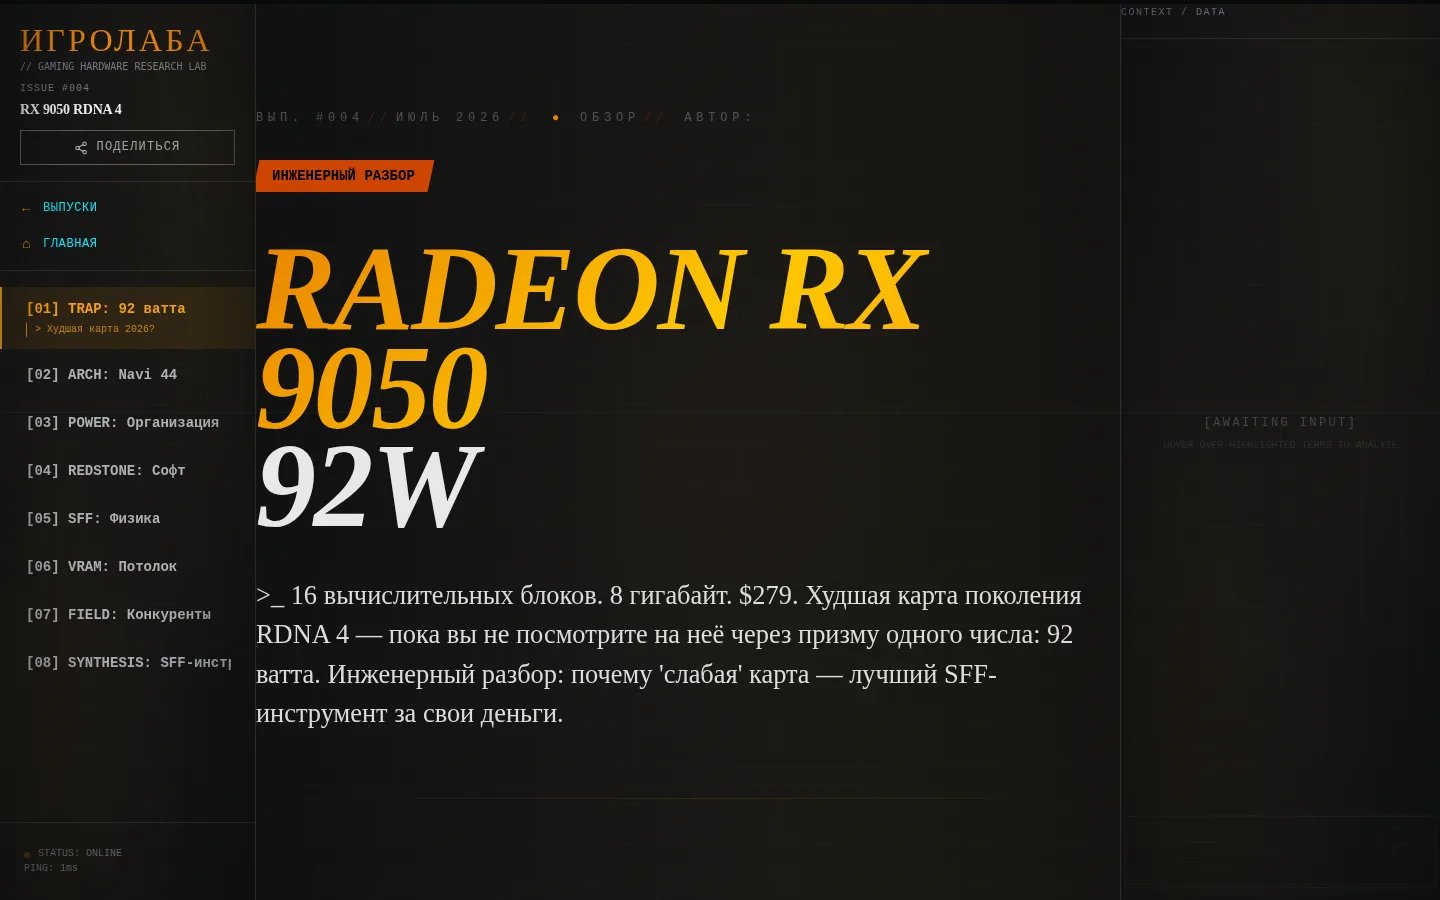 ИГРОЛАБА
// GAMING HARDWARE RESEARCH LAB
ISSUE #004
RX 9050 RDNA 4
ПОДЕЛИТЬСЯ
← ВЫПУСКИ
⌂ ГЛАВНАЯ
[01] TRAP: 92 ватта
> Худшая карта 2026?
[02] ARCH: Navi 44
[03] POWER: Организация
[04] REDSTONE: Софт
[05] SFF: Физика
[06] VRAM: Потолок
[07] FIELD: Конкуренты
[08] SYNTHESIS: SFF-инст
STATUS: ONLINE
PING: 1ms
ВЫП. #004 // ИЮЛЬ 2026 // ● ОБЗОР // АВТОР:
ИНЖЕНЕРНЫЙ РАЗБОР
RADEON RX
9050
92W
>_ 16 вычислительных блоков. 8 гигабайт. $279. Худшая карта поколения
RDNA 4 — пока вы не посмотрите на неё через призму одного числа: 92
ватта. Инженерный разбор: почему 'слабая' карта — лучший SFF-
инструмент за свои деньги.
CONTEXT / DATA
[AWAITING INPUT]
HOVER OVER HIGHLIGHTED TERMS TO ANALYZE